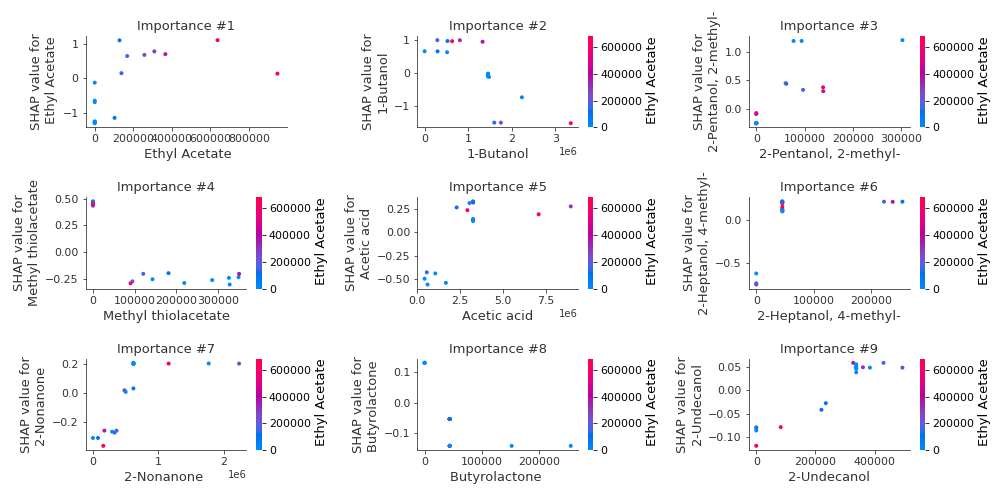 Importance #1
SHAP value for
Ethyl Acetate
1
0
−1
0
200000
400000
600000
800000
Ethyl Acetate
Importance #2
SHAP value for
1-Butanol
1
0
−1
0
1
2
3
1e6
1-Butanol
600000
400000
200000
0
Ethyl Acetate
Importance #3
SHAP value for
2-Pentanol, 2-methyl-
1.0
0.5
0.0
0
100000
200000
300000
2-Pentanol, 2-methyl-
600000
400000
200000
0
Ethyl Acetate
Importance #4
SHAP value for
Methyl thiolacetate
0.50
0.25
0.00
−0.25
0
100000
200000
300000
Methyl thiolacetate
600000
400000
200000
0
Ethyl Acetate
Importance #5
SHAP value for
Acetic acid
0.25
0.00
−0.25
−0.50
0.0
2.5
5.0
7.5
1e6
Acetic acid
600000
400000
200000
0
Ethyl Acetate
Importance #6
SHAP value for
2-Heptanol, 4-methyl-
0.0
−0.5
0
100000
200000
2-Heptanol, 4-methyl-
600000
400000
200000
0
Ethyl Acetate
Importance #7
SHAP value for
2-Nonanone
0.2
0.0
−0.2
0
1
2
1e6
2-Nonanone
600000
400000
200000
0
Ethyl Acetate
Importance #8
SHAP value for
Butyrolactone
0.1
0.0
−0.1
0
100000
200000
Butyrolactone
600000
400000
200000
0
Ethyl Acetate
Importance #9
SHAP value for
2-Undecanol
0.05
0.00
−0.05
−0.10
0
200000
400000
2-Undecanol
600000
400000
200000
0
Ethyl Acetate